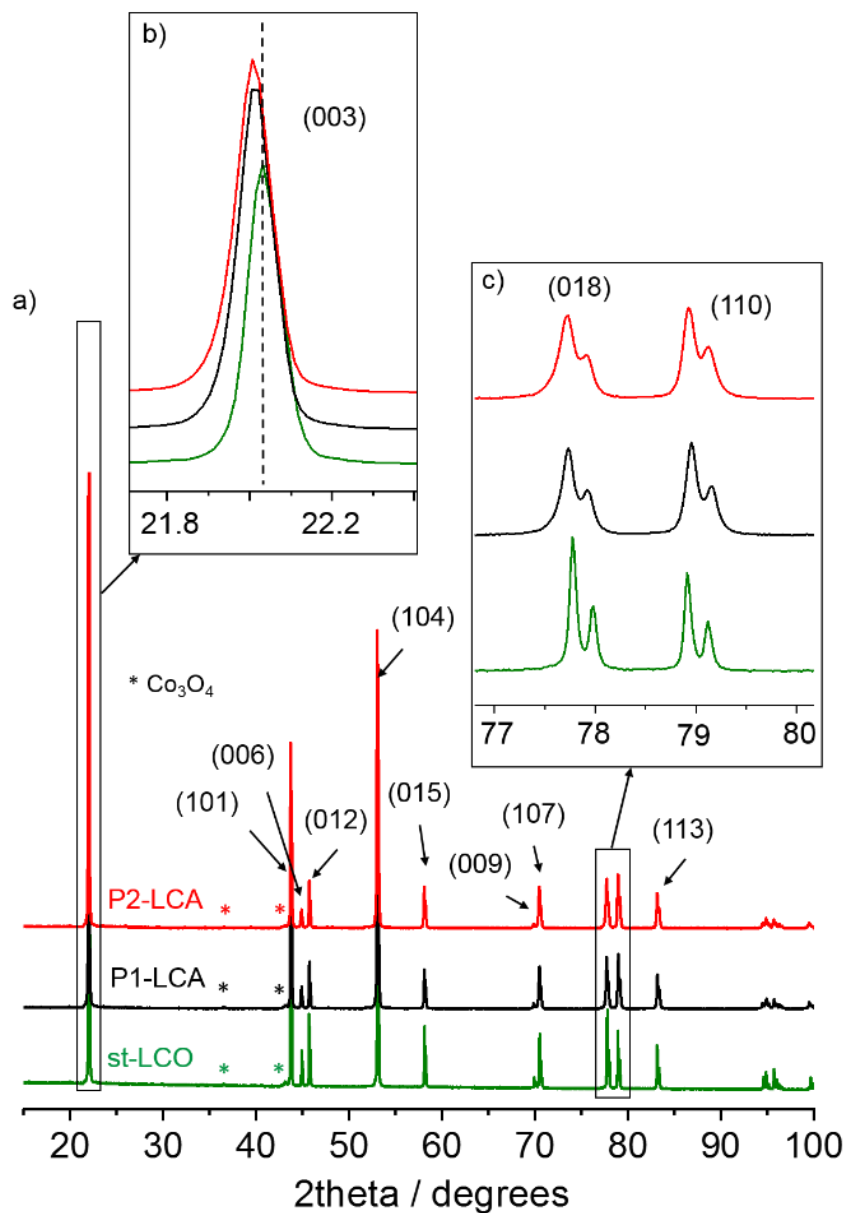 b)
(003)
21.8 22.2
c)
(018)
(110)
77 78 79 80
a)
(104)
* Co₃O₄
(006)
(101)
(012)
(015)
(009)
(107)
(113)
P2-LCA * *
P1-LCA * *
st-LCO * *
20 30 40 50 60 70 80 90 100
2theta / degrees